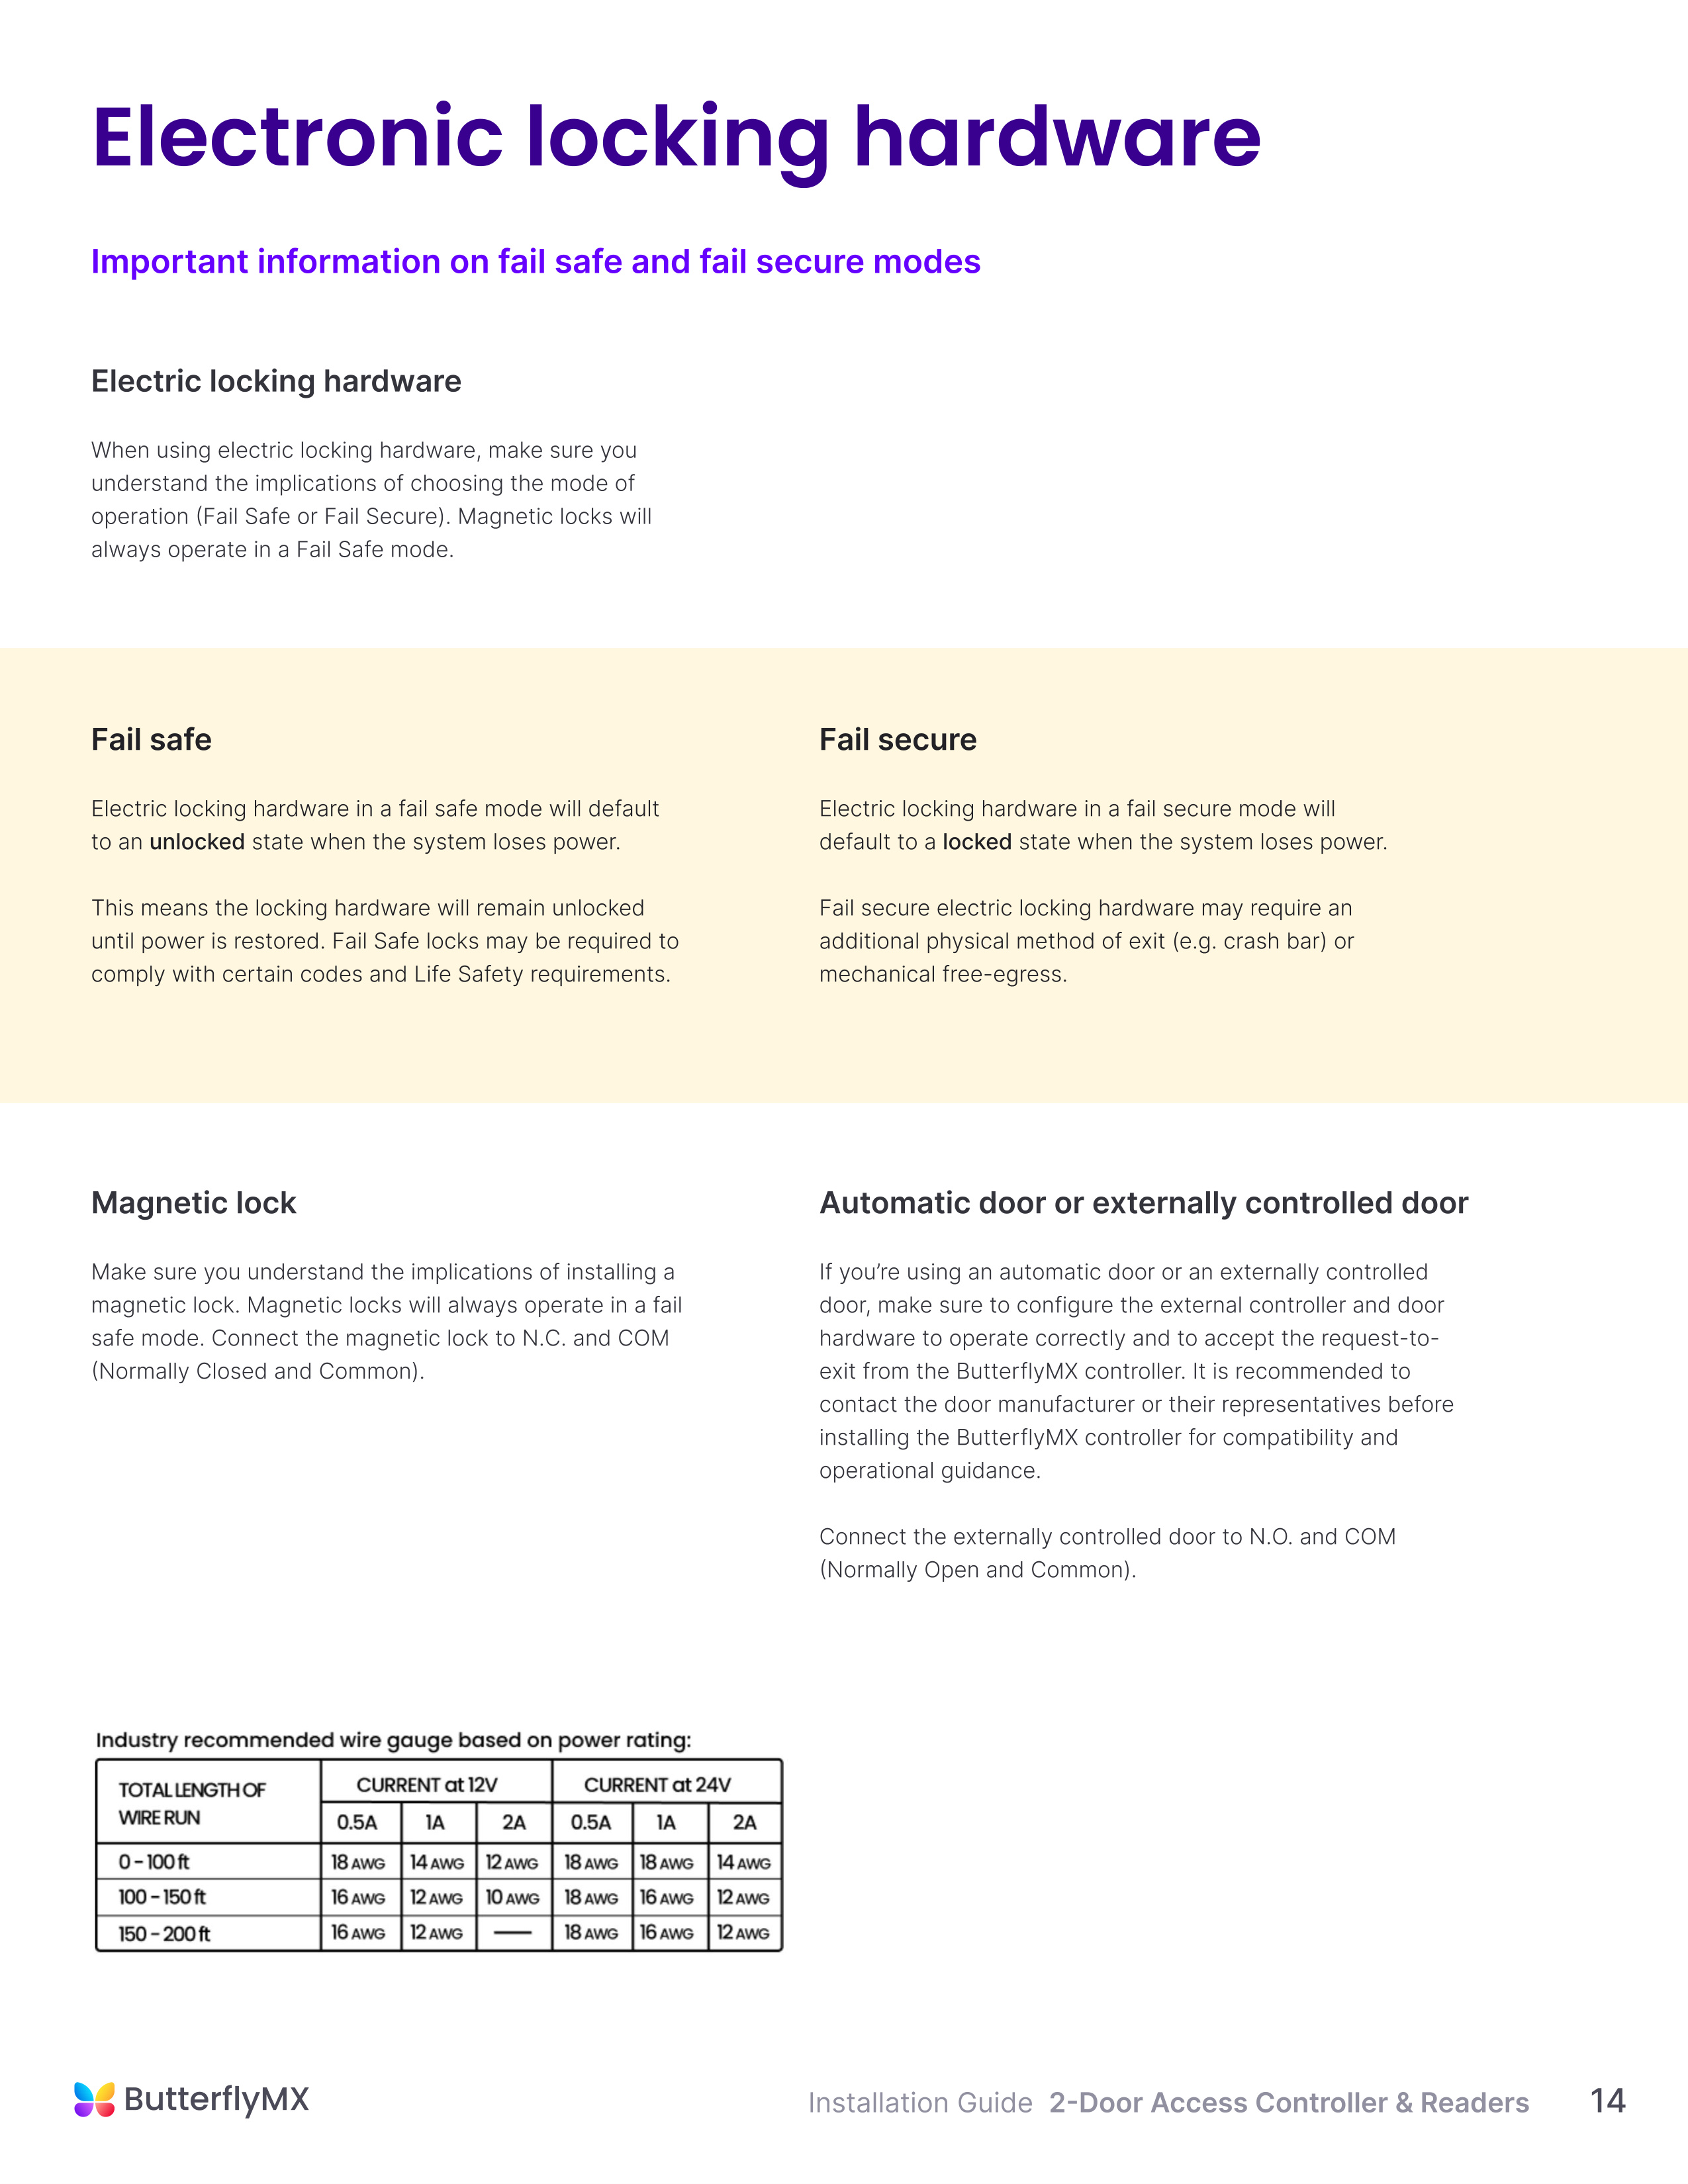 Electronic locking hardware
Important information on fail safe and fail secure modes
Electric locking hardware
When using electric locking hardware, make sure you
understand the implications of choosing the mode of
operation (Fail Safe or Fail Secure). Magnetic locks will
always operate in a Fail Safe mode.
Fail safe
Electric locking hardware in a fail safe mode will default
to an unlocked state when the system loses power.
This means the locking hardware will remain unlocked
until power is restored. Fail Safe locks may be required to
comply with certain codes and Life Safety requirements.
Fail secure
Electric locking hardware in a fail secure mode will
default to a locked state when the system loses power.
Fail secure electric locking hardware may require an
additional physical method of exit (e.g. crash bar) or
mechanical free-egress.
Magnetic lock
Make sure you understand the implications of installing a
magnetic lock. Magnetic locks will always operate in a fail
safe mode. Connect the magnetic lock to N.C. and COM
(Normally Closed and Common).
Automatic door or externally controlled door
If you’re using an automatic door or an externally controlled
door, make sure to configure the external controller and door
hardware to operate correctly and to accept the request-to-
exit from the ButterflyMX controller. It is recommended to
contact the door manufacturer or their representatives before
installing the ButterflyMX controller for compatibility and
operational guidance.
Connect the externally controlled door to N.O. and COM
(Normally Open and Common).
Industry recommended wire gauge based on power rating:
TOTAL LENGTH OF
WIRE RUN
CURRENT at 12V CURRENT at 24V
0.5A 1A 2A 0.5A 1A 2A
0 – 100 ft 18 AWG 14 AWG 12 AWG 18 AWG 18 AWG 14 AWG
100 – 150 ft 16 AWG 12 AWG 10 AWG 18 AWG 16 AWG 12 AWG
150 – 200 ft 16 AWG 12 AWG — 18 AWG 16 AWG 12 AWG
ButterflyMX
Installation Guide 2-Door Access Controller & Readers 14